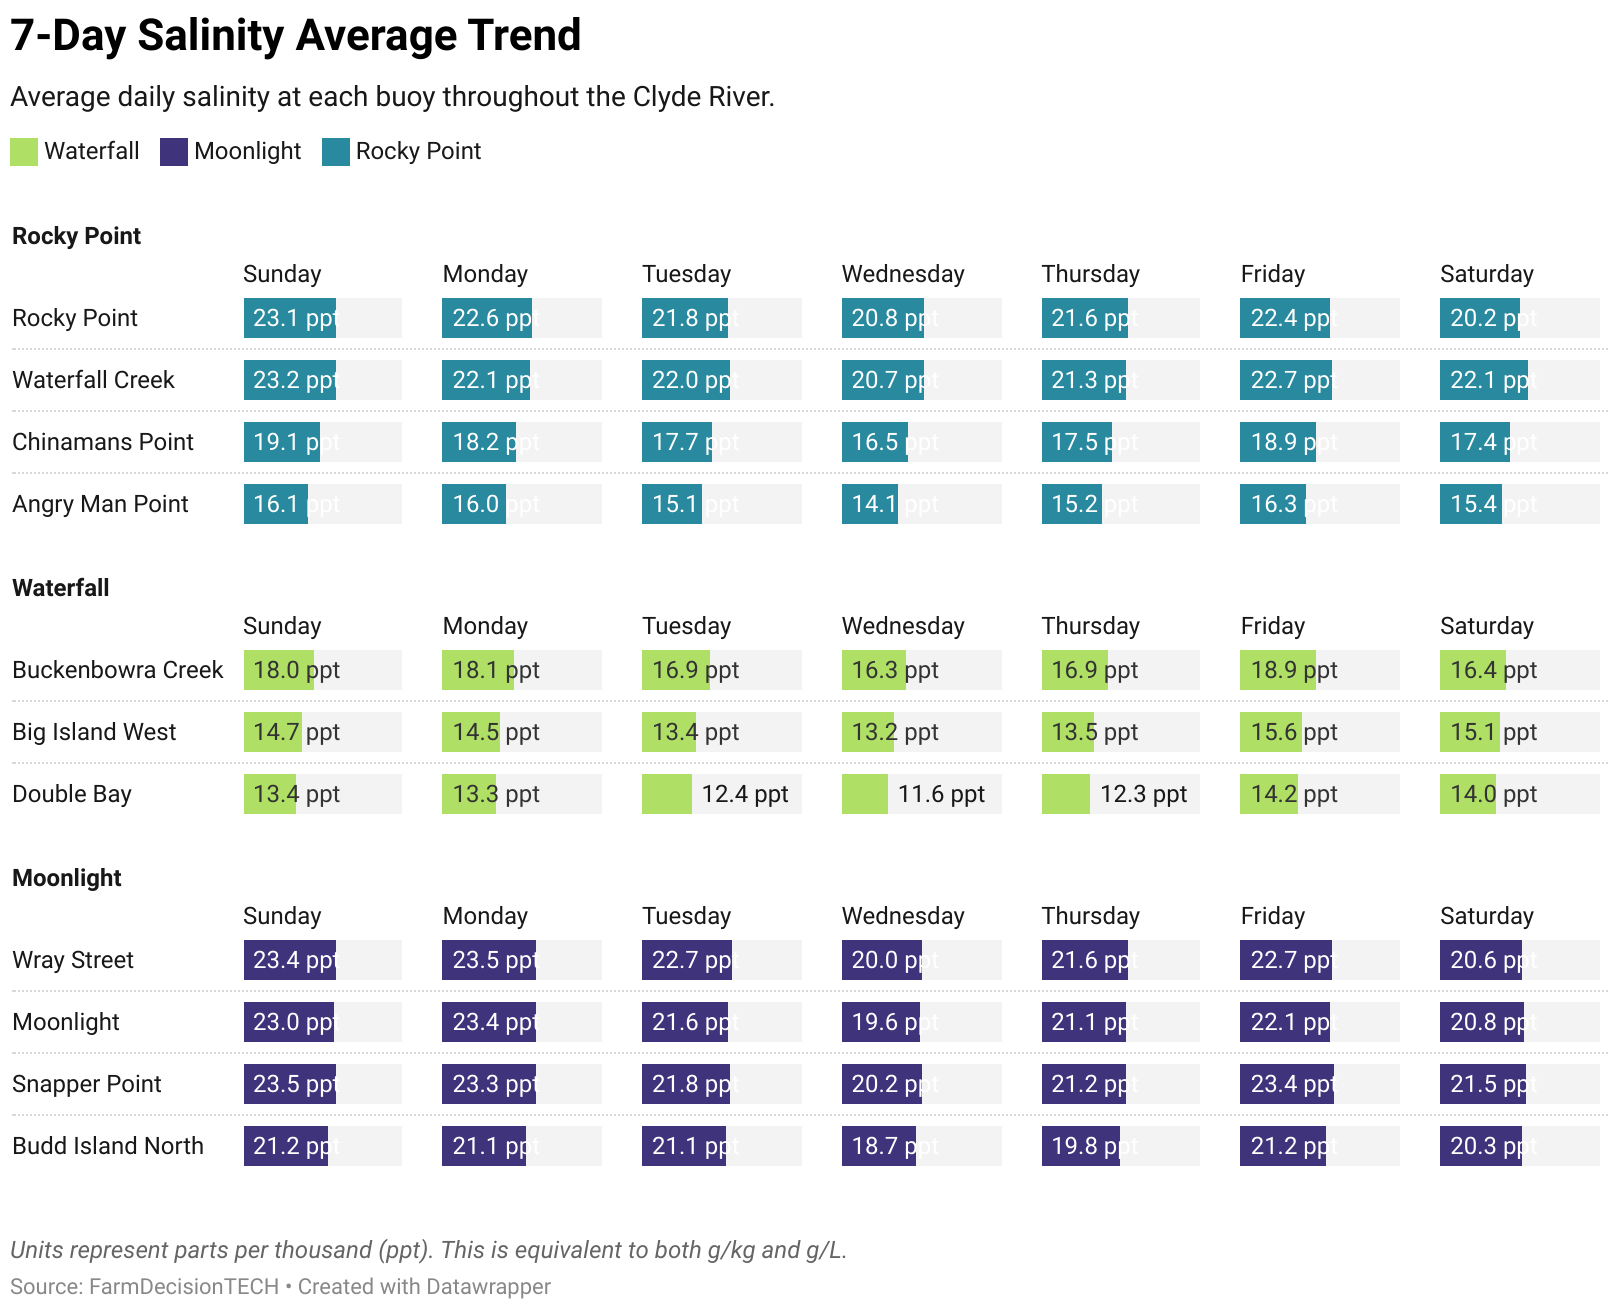 7-Day Salinity Average Trend
Average daily salinity at each buoy throughout the Clyde River.
Waterfall Moonlight Rocky Point
Rocky Point
Sunday Monday Tuesday Wednesday Thursday Friday Saturday
Rocky Point 23.1 ppt 22.6 ppt 21.8 ppt 20.8 ppt 21.6 ppt 22.4 ppt 20.2 ppt
Waterfall Creek 23.2 ppt 22.1 ppt 22.0 ppt 20.7 ppt 21.3 ppt 22.7 ppt 22.1 ppt
Chinamans Point 19.1 ppt 18.2 ppt 17.7 ppt 16.5 ppt 17.5 ppt 18.9 ppt 17.4 ppt
Angry Man Point 16.1 ppt 16.0 ppt 15.1 ppt 14.1 ppt 15.2 ppt 16.3 ppt 15.4 ppt
Waterfall
Sunday Monday Tuesday Wednesday Thursday Friday Saturday
Buckenbowra Creek 18.0 ppt 18.1 ppt 16.9 ppt 16.3 ppt 16.9 ppt 18.9 ppt 16.4 ppt
Big Island West 14.7 ppt 14.5 ppt 13.4 ppt 13.2 ppt 13.5 ppt 15.6 ppt 15.1 ppt
Double Bay 13.4 ppt 13.3 ppt 12.4 ppt 11.6 ppt 12.3 ppt 14.2 ppt 14.0 ppt
Moonlight
Sunday Monday Tuesday Wednesday Thursday Friday Saturday
Wray Street 23.4 ppt 23.5 ppt 22.7 ppt 20.0 ppt 21.6 ppt 22.7 ppt 20.6 ppt
Moonlight 23.0 ppt 23.4 ppt 21.6 ppt 19.6 ppt 21.1 ppt 22.1 ppt 20.8 ppt
Snapper Point 23.5 ppt 23.3 ppt 21.8 ppt 20.2 ppt 21.2 ppt 23.4 ppt 21.5 ppt
Budd Island North 21.2 ppt 21.1 ppt 21.1 ppt 18.7 ppt 19.8 ppt 21.2 ppt 20.3 ppt
Units represent parts per thousand (ppt). This is equivalent to both g/kg and g/L.
Source: FarmDecisionTECH • Created with Datawrapper